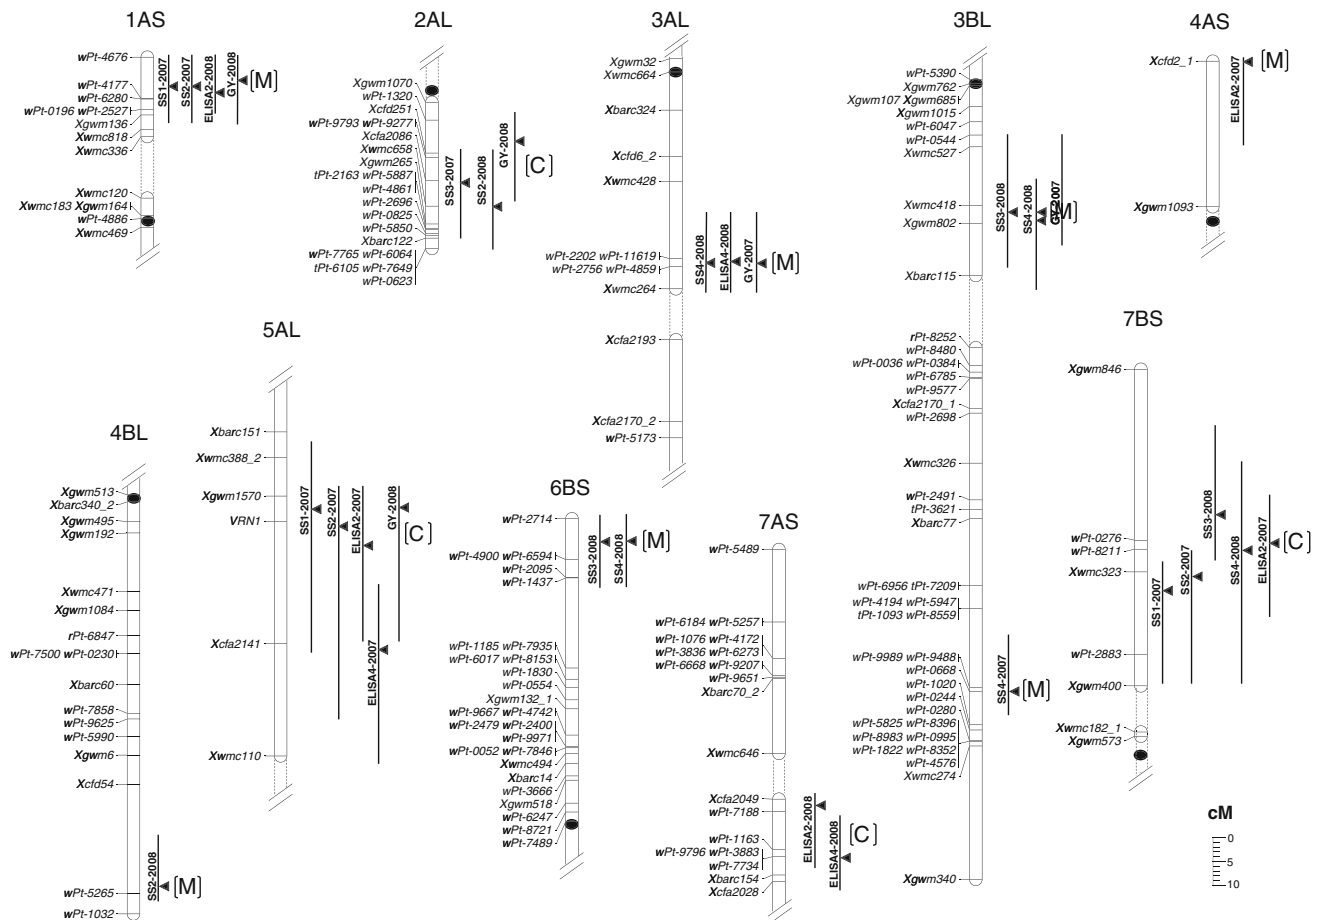 1AS
wPt-4676
wPt-4177
wPt-6280
wPt-0196 wPt-2527
Xgwm136
Xwmc818
Xwmc336
Xwmc120
Xwmc183 Xgwm164
wPt-4886
Xwmc469
SS1-2007
SS2-2007
ELISA2-2008
GY-2008
[M]
2AL
Xgwm1070
wPt-1320
Xcfd251
wPt-9793 wPt-9277
Xcfa2086
Xwmc658
Xgwm265
tPt-2163 wPt-5887
wPt-4861
wPt-2696
wPt-0825
wPt-5850
Xbarc122
wPt-7765 wPt-6064
tPt-6105 wPt-7649
wPt-0623
SS3-2007
SS2-2008
GY-2008
[C]
3AL
Xgwm32
Xwmc664
Xbarc324
Xcfd6_2
Xwmc428
wPt-2202 wPt-11619
wPt-2756 wPt-4859
Xwmc264
Xcfa2193
Xcfa2170_2
wPt-5173
SS4-2008
ELISA4-2008
GY-2007
[M]
3BL
wPt-5390
Xgwm762
Xgwm107 Xgwm685
Xgwm1015
wPt-6047
wPt-0544
Xwmc527
Xwmc418
Xgwm802
Xbarc115
rPt-8252
wPt-8480
wPt-0036 wPt-0384
wPt-6785
wPt-9577
Xcfa2170_1
wPt-2698
Xwmc326
wPt-2491
tPt-3621
Xbarc77
wPt-6956 tPt-7209
wPt-4194 wPt-5947
tPt-1093 wPt-8559
wPt-9989 wPt-9488
wPt-0668
wPt-1020
wPt-0244
wPt-0280
wPt-5825 wPt-8396
wPt-8983 wPt-0995
wPt-1822 wPt-8352
wPt-4576
Xwmc274
Xgwm340
SS3-2008
SS4-2008
GY-2007
[M]
SS4-2007
[M]
4AS
Xcfd2_1
Xgwm1093
ELISA2-2007
[M]
4BL
Xgwm513
Xbarc340_2
Xgwm495
Xgwm192
Xwmc471
Xgwm1084
rPt-6847
wPt-7500 wPt-0230
Xbarc60
wPt-7858
wPt-9625
wPt-5990
Xgwm6
Xcfd54
wPt-5265
wPt-1032
SS2-2008
[M]
5AL
Xbarc151
Xwmc388_2
Xgwm1570
VRN1
Xcfa2141
Xwmc110
SS1-2007
SS2-2007
ELISA2-2007
GY-2008
[C]
ELISA4-2007
6BS
wPt-2714
wPt-4900 wPt-6594
wPt-2095
wPt-1437
wPt-1185 wPt-7935
wPt-6017 wPt-8153
wPt-1830
wPt-0554
Xgwm132_1
wPt-9667 wPt-4742
wPt-2479 wPt-2400
wPt-9971
wPt-0052 wPt-7846
Xwmc494
Xbarc14
wPt-3666
Xgwm518
wPt-6247
wPt-8721
wPt-7489
SS3-2008
SS4-2008
[M]
7AS
wPt-5489
wPt-6184 wPt-5257
wPt-1076 wPt-4172
wPt-3836 wPt-6273
wPt-6668 wPt-9207
wPt-9651
Xbarc70_2
Xwmc646
Xcfa2049
wPt-7188
wPt-1163
wPt-9796 wPt-3883
wPt-7734
Xbarc154
Xcfa2028
ELISA2-2008
ELISA4-2008
[C]
7BS
Xgwm846
wPt-0276
wPt-8211
Xwmc323
wPt-2883
Xgwm400
Xwmc182_1
Xgwm573
SS1-2007
SS2-2007
SS3-2008
SS4-2008
ELISA2-2007
[C]
cM
0
5
10